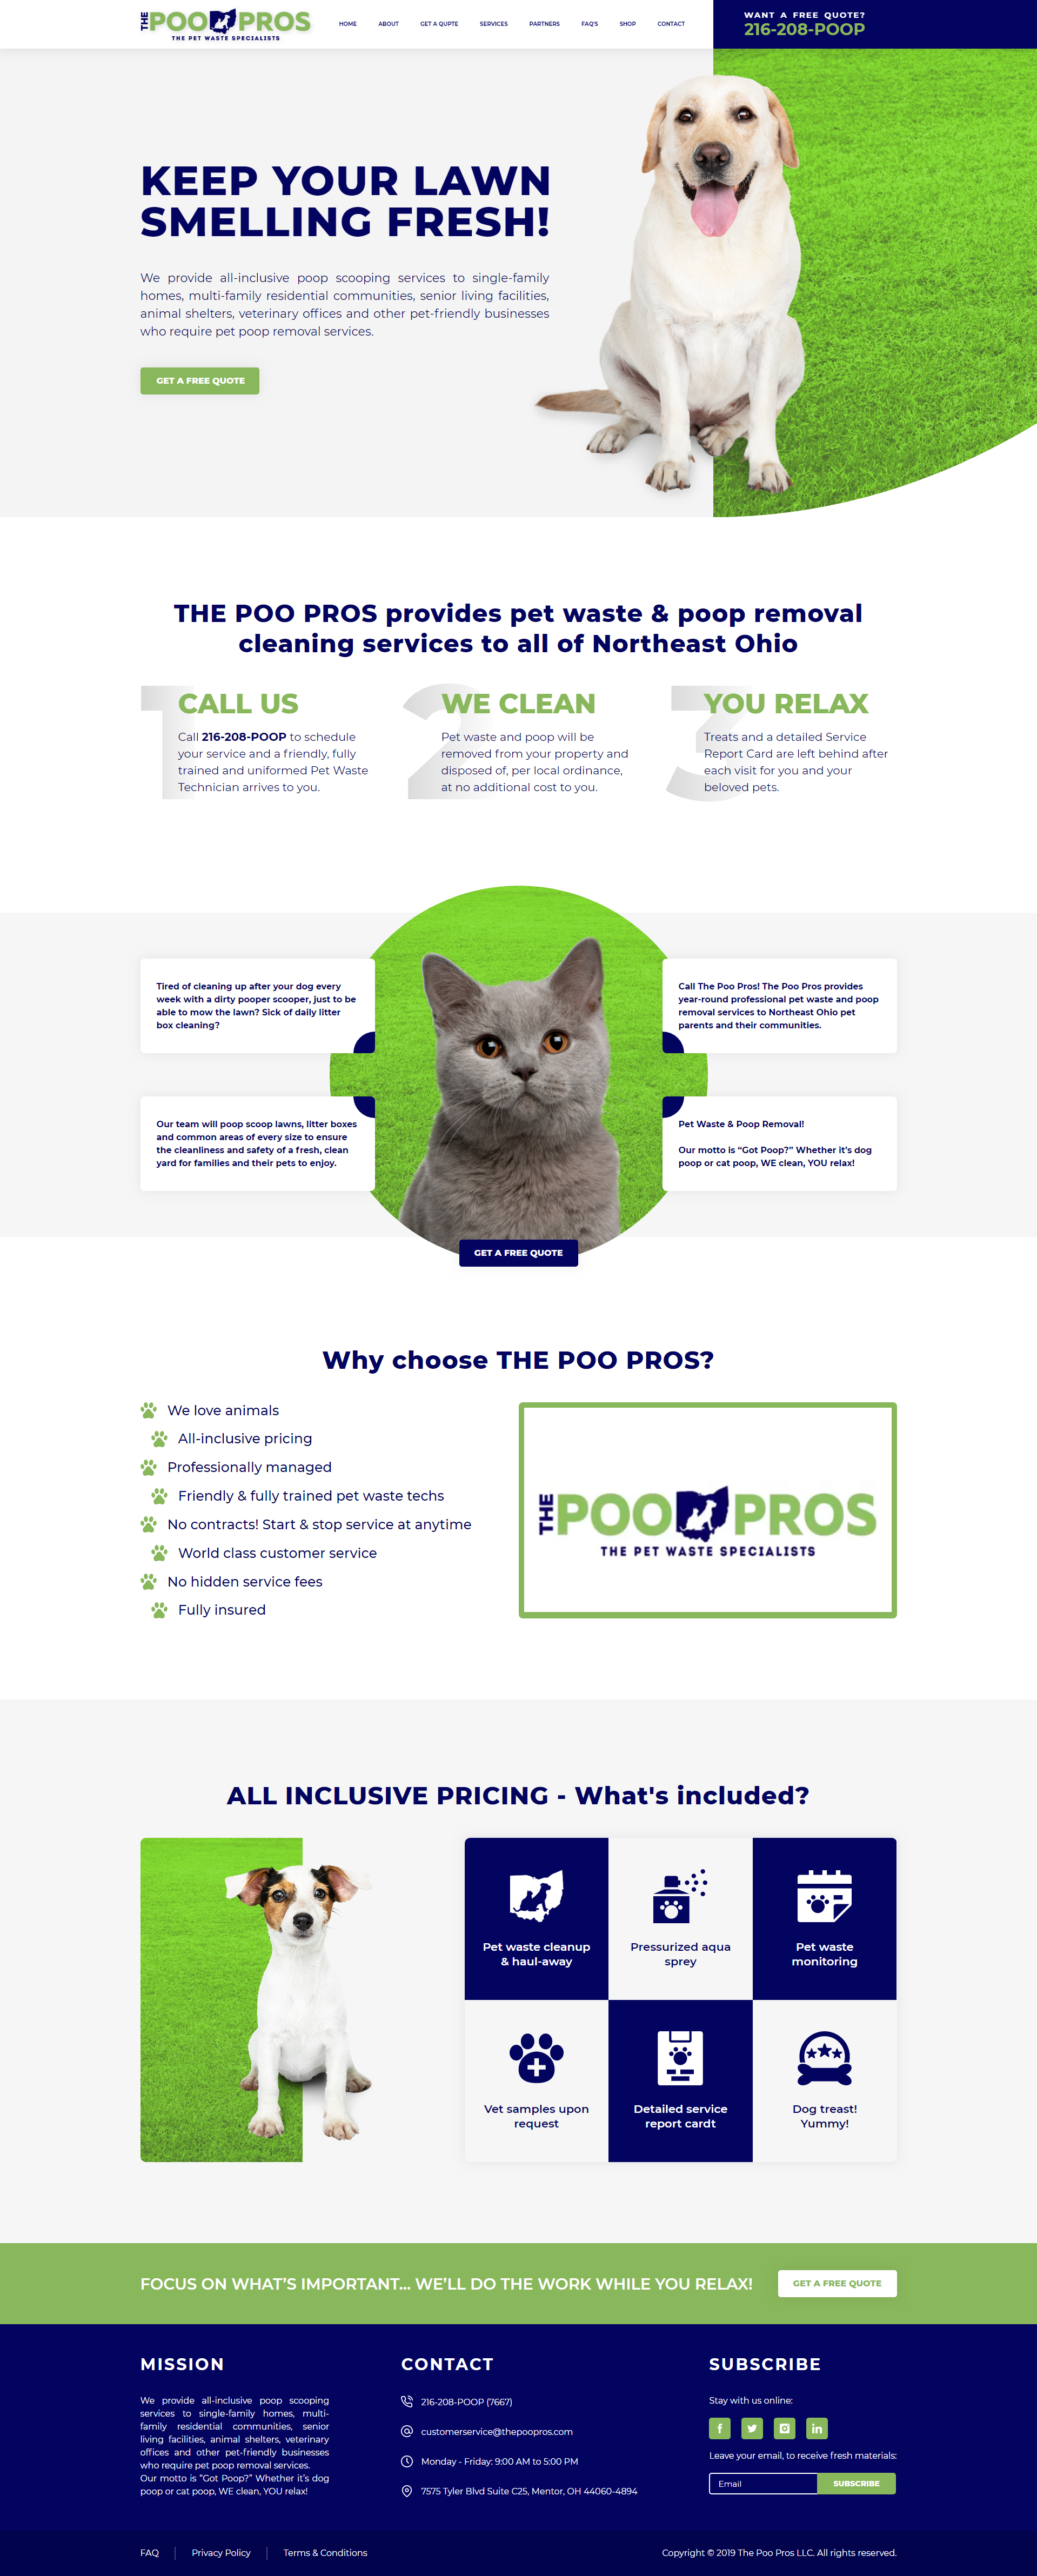 THE POO PROS
THE PET WASTE SPECIALISTS
HOME ABOUT GET A QUPTE SERVICES PARTNERS FAQ'S SHOP CONTACT
WANT A FREE QUOTE?
216-208-POOP
KEEP YOUR LAWN
SMELLING FRESH!
We provide all-inclusive poop scooping services to single-family
homes, multi-family residential communities, senior living facilities,
animal shelters, veterinary offices and other pet-friendly businesses
who require pet poop removal services.
GET A FREE QUOTE
THE POO PROS provides pet waste & poop removal
cleaning services to all of Northeast Ohio
1
CALL US
Call 216-208-POOP to schedule
your service and a friendly, fully
trained and uniformed Pet Waste
Technician arrives to you.
2
WE CLEAN
Pet waste and poop will be
removed from your property and
disposed of, per local ordinance,
at no additional cost to you.
3
YOU RELAX
Treats and a detailed Service
Report Card are left behind after
each visit for you and your
beloved pets.
Tired of cleaning up after your dog every
week with a dirty pooper scooper, just to be
able to mow the lawn? Sick of daily litter
box cleaning?
Call The Poo Pros! The Poo Pros provides
year-round professional pet waste and poop
removal services to Northeast Ohio pet
parents and their communities.
Our team will poop scoop lawns, litter boxes
and common areas of every size to ensure
the cleanliness and safety of a fresh, clean
yard for families and their pets to enjoy.
Pet Waste & Poop Removal!
Our motto is “Got Poop?” Whether it’s dog
poop or cat poop, WE clean, YOU relax!
GET A FREE QUOTE
Why choose THE POO PROS?
We love animals
All-inclusive pricing
Professionally managed
Friendly & fully trained pet waste techs
No contracts! Start & stop service at anytime
World class customer service
No hidden service fees
Fully insured
THE POO PROS
THE PET WASTE SPECIALISTS
ALL INCLUSIVE PRICING - What's included?
Pet waste cleanup
& haul-away
Pressurized aqua
sprey
Pet waste
monitoring
Vet samples upon
request
Detailed service
report cardt
Dog treast!
Yummy!
FOCUS ON WHAT’S IMPORTANT... WE’LL DO THE WORK WHILE YOU RELAX!
GET A FREE QUOTE
MISSION
We provide all-inclusive poop scooping
services to single-family homes, multi-
family residential communities, senior
living facilities, animal shelters, veterinary
offices and other pet-friendly businesses
who require pet poop removal services.
Our motto is “Got Poop?” Whether it’s dog
poop or cat poop, WE clean, YOU relax!
CONTACT
216-208-POOP (7667)
customerservice@thepoopros.com
Monday - Friday: 9:00 AM to 5:00 PM
7575 Tyler Blvd Suite C25, Mentor, OH 44060-4894
SUBSCRIBE
Stay with us online:
Leave your email, to receive fresh materials:
Email
SUBSCRIBE
FAQ
Privacy Policy
Terms & Conditions
Copyright © 2019 The Poo Pros LLC. All rights reserved.